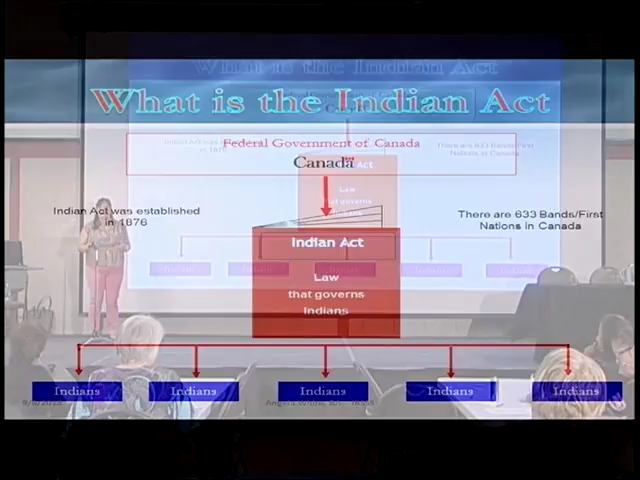 What is the Indian Act
Federal Government of Canada
Canada
Indian Act was established
in 1876
There are 633 Bands/First
Nations in Canada
Indian Act
Law
that governs
Indians
Indians
Indians
Indians
Indians
Indians